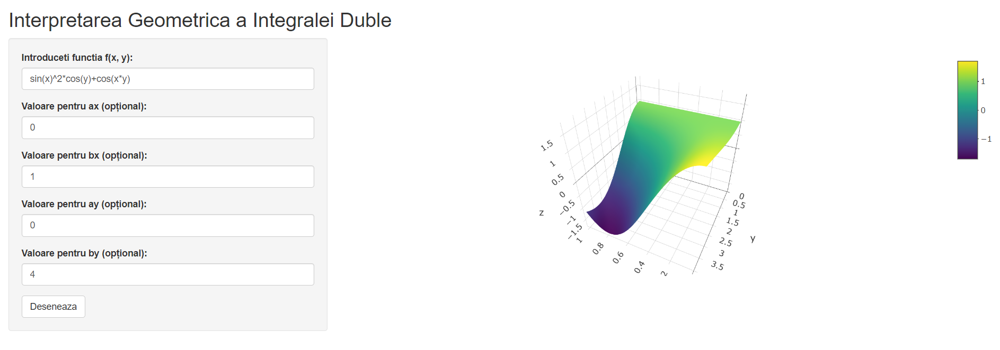 Interpretarea Geometrica a Integralei Duble
Introduceti functia f(x, y):
sin(x)^2*cos(y)+cos(x*y)
Valoare pentru ax (opțional):
0
Valoare pentru bx (opțional):
1
Valoare pentru ay (opțional):
0
Valoare pentru by (opțional):
4
Deseneaza
1.5
1
0.5
0
−0.5
−1
−1.5
z
1
0.8
0.6
0.4
2
0
0.5
1
1.5
2
2.5
3
3.5
y
1
0
−1